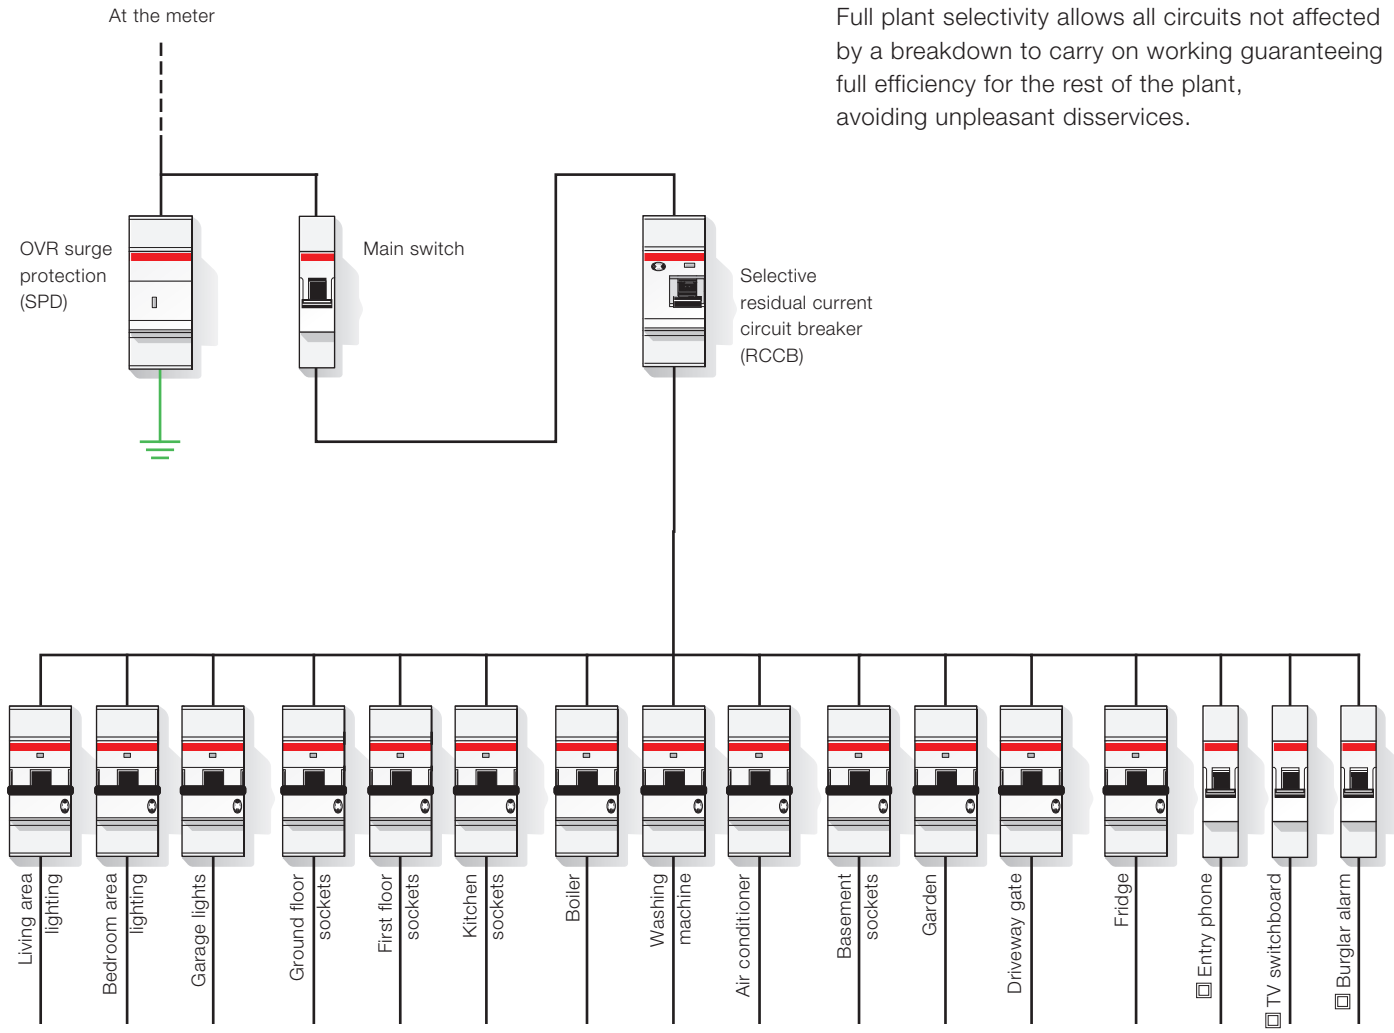 At the meter
Full plant selectivity allows all circuits not affected
by a breakdown to carry on working guaranteeing
full efficiency for the rest of the plant,
avoiding unpleasant disservices.
OVR surge
protection
(SPD)
Main switch
Selective
residual current
circuit breaker
(RCCB)
Living area
lighting
Bedroom area
lighting
Garage lights
Ground floor
sockets
First floor
sockets
Kitchen
sockets
Boiler
Washing
machine
Air conditioner
Basement
sockets
Garden
Driveway gate
Fridge
Entry phone
TV switchboard
Burglar alarm